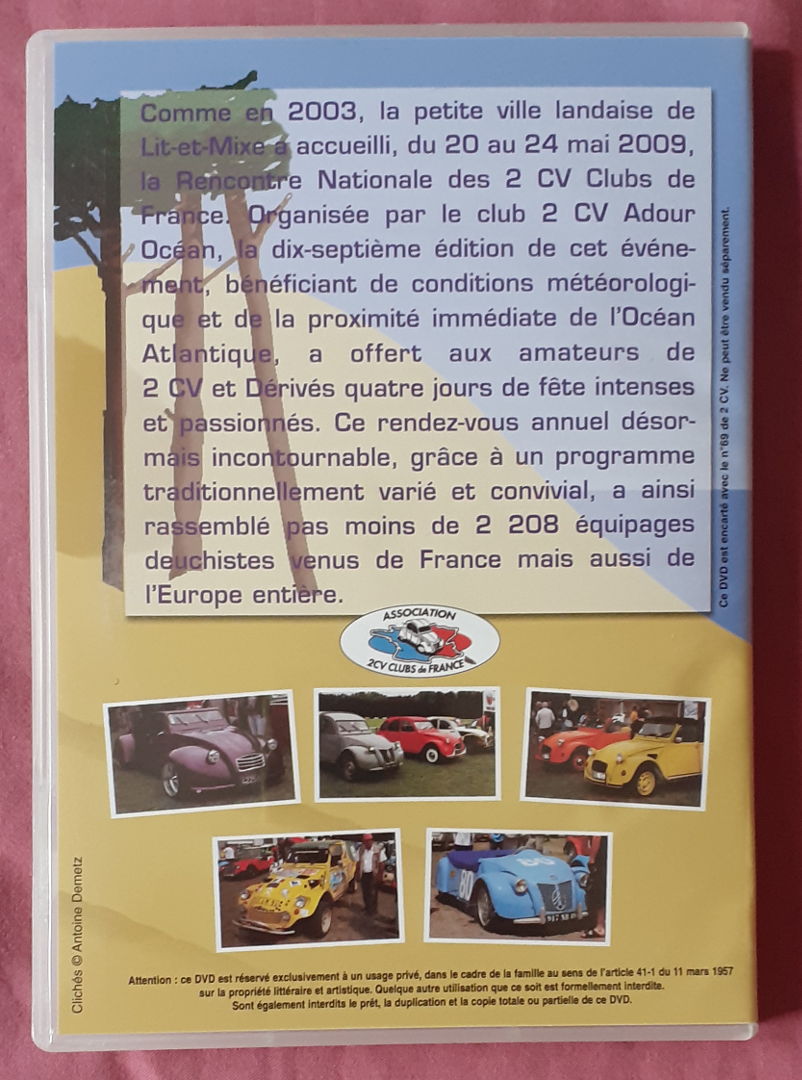 Comme en 2003, la petite ville landaise de
Lit-et-Mixe a accueilli, du 20 au 24 mai 2009,
la Rencontre Nationale des 2 CV Clubs de
France. Organisée par le club 2 CV Adour
Océan, la dix-septième édition de cet événe-
ment, bénéficiant de conditions météorologi-
que et de la proximité immédiate de l'Océan
Atlantique, a offert aux amateurs de
2 CV et Dérivés quatre jours de fête intenses
et passionnés. Ce rendez-vous annuel désor-
mais incontournable, grâce à un programme
traditionnellement varié et convivial, a ainsi
rassemblé pas moins de 2 208 équipages
deuchistes venus de France mais aussi de
l'Europe entière.
Ce DVD est encarté avec le n°69 de 2 CV. Ne peut être vendu séparement.
ASSOCIATION
2CV CLUBS de FRANCE
80
Clichés © Antoine Demetz
Attention : ce DVD est réservé exclusivement à un usage privé, dans le cadre de la famille au sens de l'article 41-1 du 11 mars 1957
sur la propriété littéraire et artistique. Quelque autre utilisation que ce soit est formellement interdite.
Sont également interdits le prêt, la duplication et la copie totale ou partielle de ce DVD.